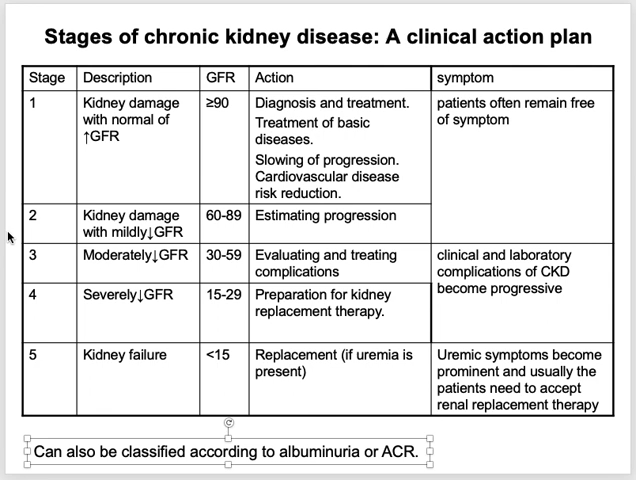 Stages of chronic kidney disease: A clinical action plan
Stage Description GFR Action symptom
1 Kidney damage ≥90 Diagnosis and treatment. patients often remain free
with normal of Treatment of basic of symptom
↑GFR diseases.
Slowing of progression.
Cardiovascular disease
risk reduction.
2 Kidney damage 60-89 Estimating progression
with mildly↓GFR
3 Moderately↓GFR 30-59 Evaluating and treating clinical and laboratory
complications complications of CKD
4 Severely↓GFR 15-29 Preparation for kidney become progressive
replacement therapy.
5 Kidney failure <15 Replacement (if uremia is Uremic symptoms become
present) prominent and usually the
patients need to accept
renal replacement therapy
Can also be classified according to albuminuria or ACR.